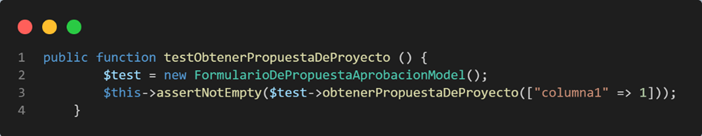 1 public function testObtenerPropuestaDeProyecto () {
2 $test = new FormularioDePropuestaAprobacionModel();
3 $this->assertNotEmpty($test->obtenerPropuestaDeProyecto(["columna1" => 1]));
4 }